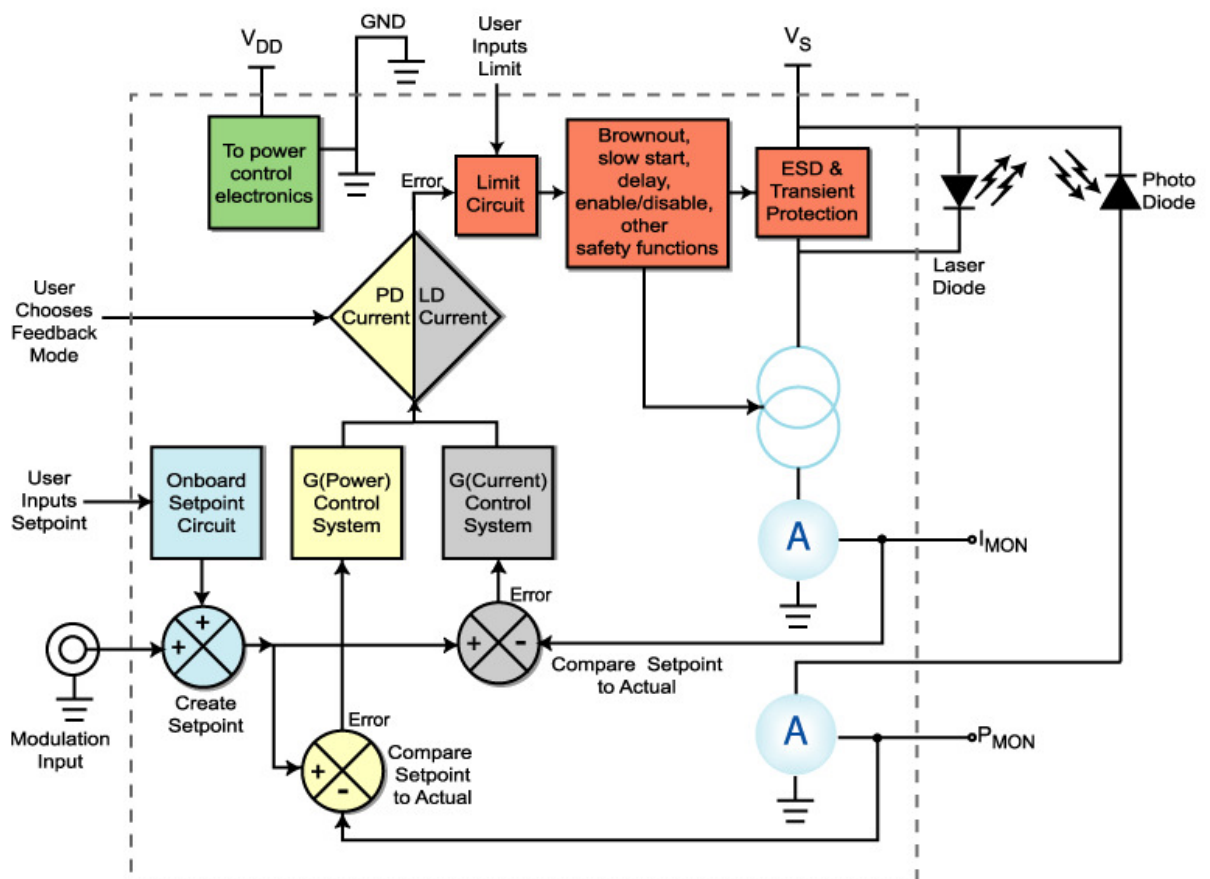 GND
User
Inputs
Limit
VDD
VS
To power
control
electronics
Error
Limit
Circuit
Brownout,
slow start,
delay,
enable/disable,
other
safety functions
ESD &
Transient
Protection
Photo
Diode
Laser
Diode
User
Chooses
Feedback
Mode
PD
Current
LD
Current
User
Inputs
Setpoint
Onboard
Setpoint
Circuit
G(Power)
Control
System
G(Current)
Control
System
A
IMON
Error
+
+
+ -
Create
Setpoint
Compare Setpoint
to Actual
Modulation
Input
Error
+
-
Compare
Setpoint
to Actual
A
PMON